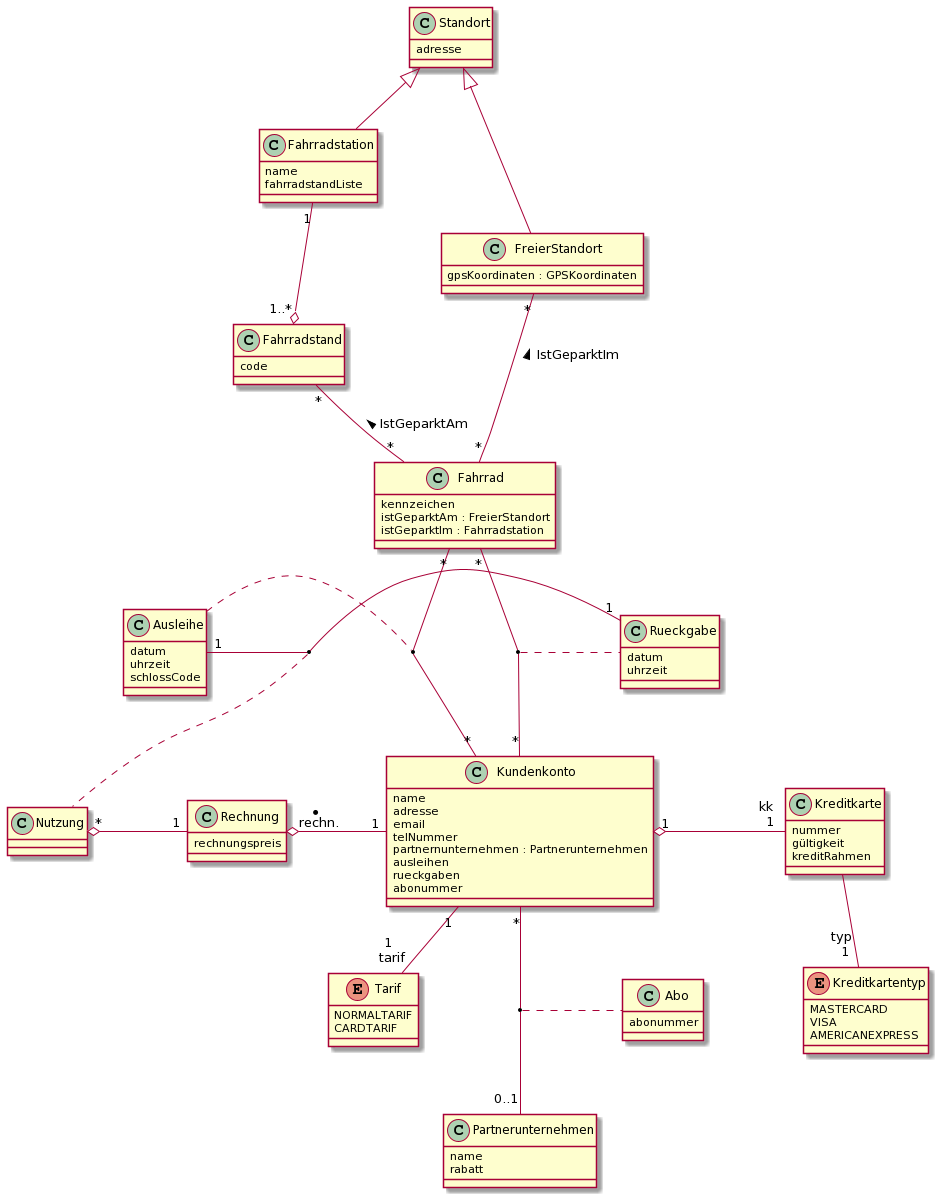 C Standort
adresse
C Fahrradstation
name
fahrradstandListe
1
C FreierStandort
gpsKoordinaten : GPSKoordinaten
*
1..*
C Fahrradstand
code
*
IstGeparktIm
IstGeparktAm
*
*
C Fahrrad
kennzeichen
istGeparktAm : FreierStandort
istGeparktIm : Fahrradstation
*
*
C Ausleihe
datum
uhrzeit
schlossCode
1
1
C Rueckgabe
datum
uhrzeit
*
*
C Nutzung
*
1
C Rechnung
rechnungspreis
*
rechn.
1
C Kundenkonto
name
adresse
email
telNummer
partnernunternehmen : Partnerunternehmen
ausleihen
rueckgaben
abonummer
1
kk
1
C Kreditkarte
nummer
gültigkeit
kreditRahmen
1
*
1
tarif
typ
1
E Tarif
NORMALTARIF
CARDTARIF
C Abo
abonummer
E Kreditkartentyp
MASTERCARD
VISA
AMERICANEXPRESS
0..1
C Partnerunternehmen
name
rabatt